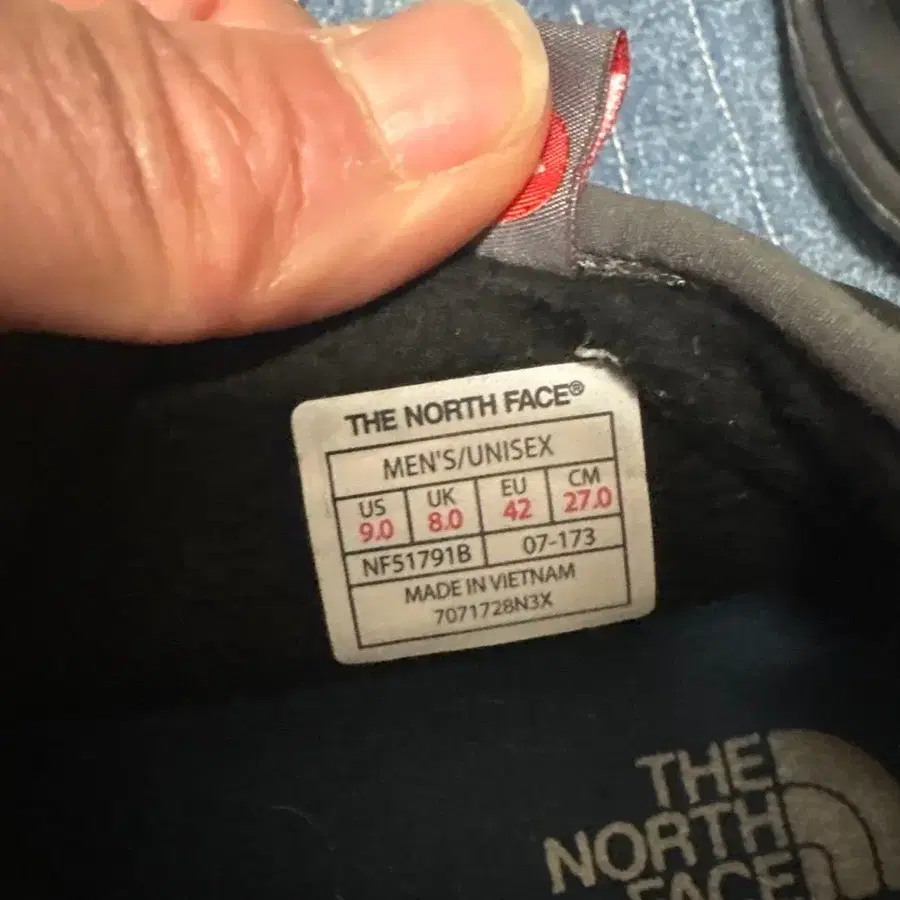 THE NORTH FACE®
MEN'S/UNISEX
US UK EU CM
9.0 8.0 42 27.0
NF51791B 07-173
MADE IN VIETNAM
7071728N3X
THE
NORTH
FACE